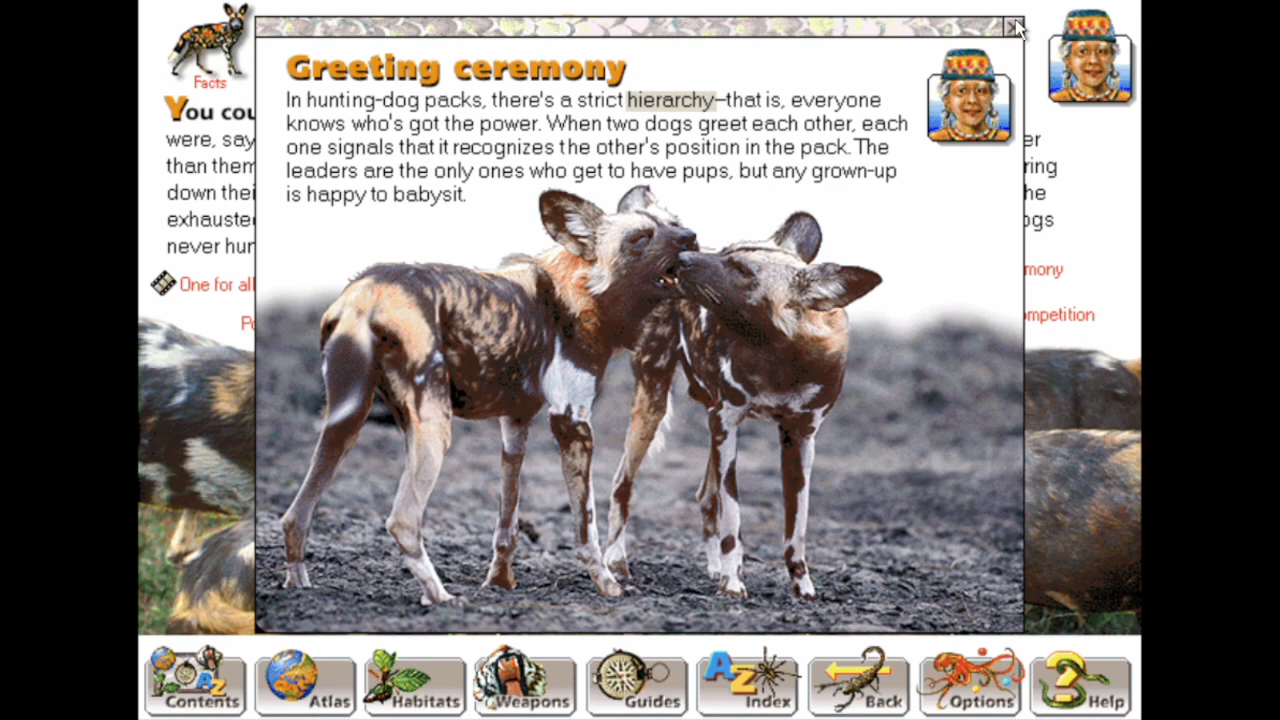 Facts
Greeting ceremony
In hunting-dog packs, there's a strict hierarchy–that is, everyone
knows who's got the power. When two dogs greet each other, each
one signals that it recognizes the other's position in the pack. The
leaders are the only ones who get to have pups, but any grown-up
is happy to babysit.
You cou
were, say
than them
down thei
exhauste
never hun
One for all
er
ring
he
ogs
mony
mpetition
Contents
Atlas
Habitats
Weapons
Guides
AZ
Index
Back
Options
?
Help